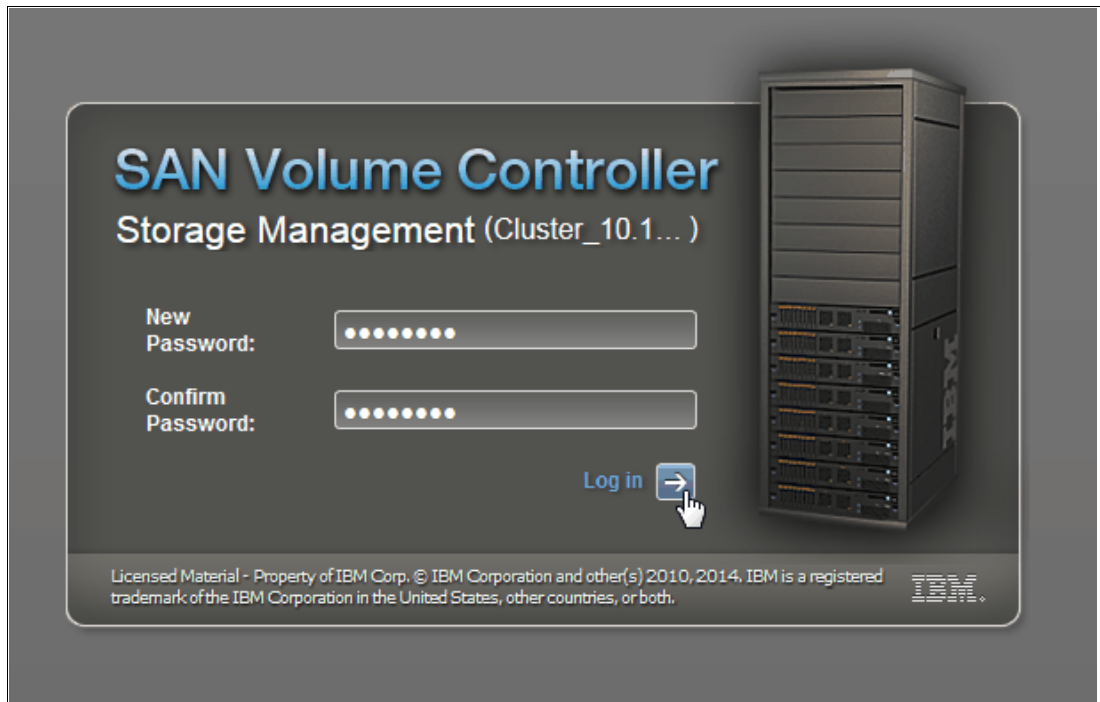 SAN Volume Controller
Storage Management (Cluster_10.1... )
New
Password:
••••••••
Confirm
Password:
••••••••
Log in
IBM
Licensed Material - Property of IBM Corp. © IBM Corporation and other(s) 2010, 2014. IBM is a registered
trademark of the IBM Corporation in the United States, other countries, or both.
IBM.